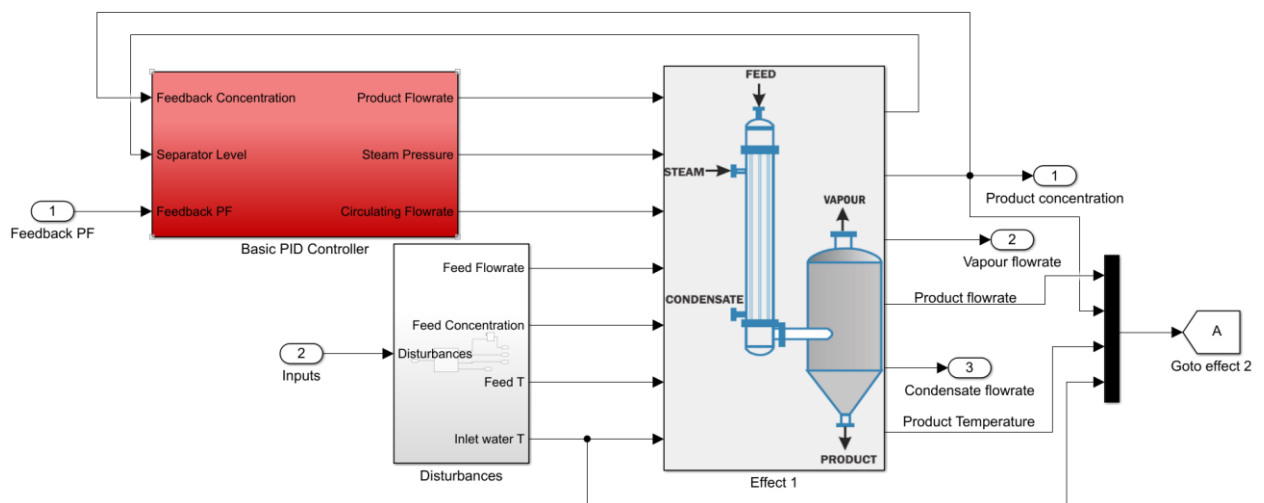 Feedback Concentration
Product Flowrate
Separator Level
Steam Pressure
Feedback PF
Circulating Flowrate
Basic PID Controller
1
Feedback PF
2
Inputs
Disturbances
Feed Flowrate
Feed Concentration
Feed T
Inlet water T
Disturbances
FEED
STEAM
VAPOUR
CONDENSATE
PRODUCT
Effect 1
1
Product concentration
2
Vapour flowrate
Product flowrate
3
Condensate flowrate
Product Temperature
A
Goto effect 2